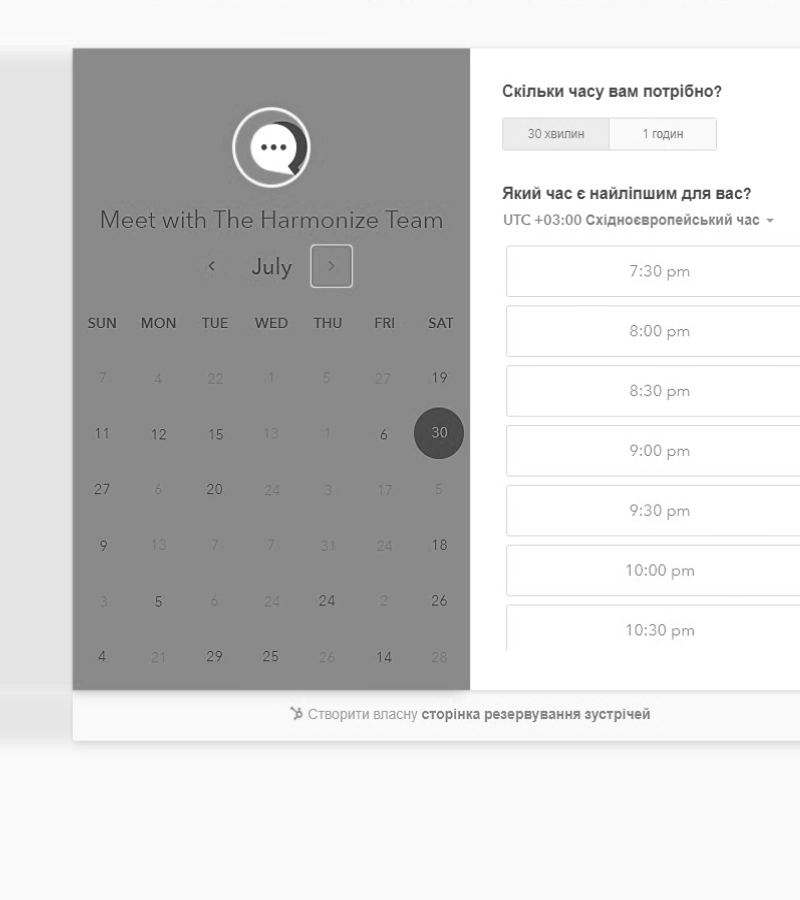 Meet with The Harmonize Team
July
SUN MON TUE WED THU FRI SAT
7 4 22 1 5 27 19
11 12 15 13 1 6 30
27 6 20 24 3 17 5
9 13 7 7 31 24 18
3 5 6 24 24 2 26
4 21 29 25 26 14 28
Скільки часу вам потрібно?
30 хвилин 1 годин
Який час є найліпшим для вас?
UTC +03:00 Східноєвропейський час
7:30 pm
8:00 pm
8:30 pm
9:00 pm
9:30 pm
10:00 pm
10:30 pm
Створити власну сторінка резервування зустрічей